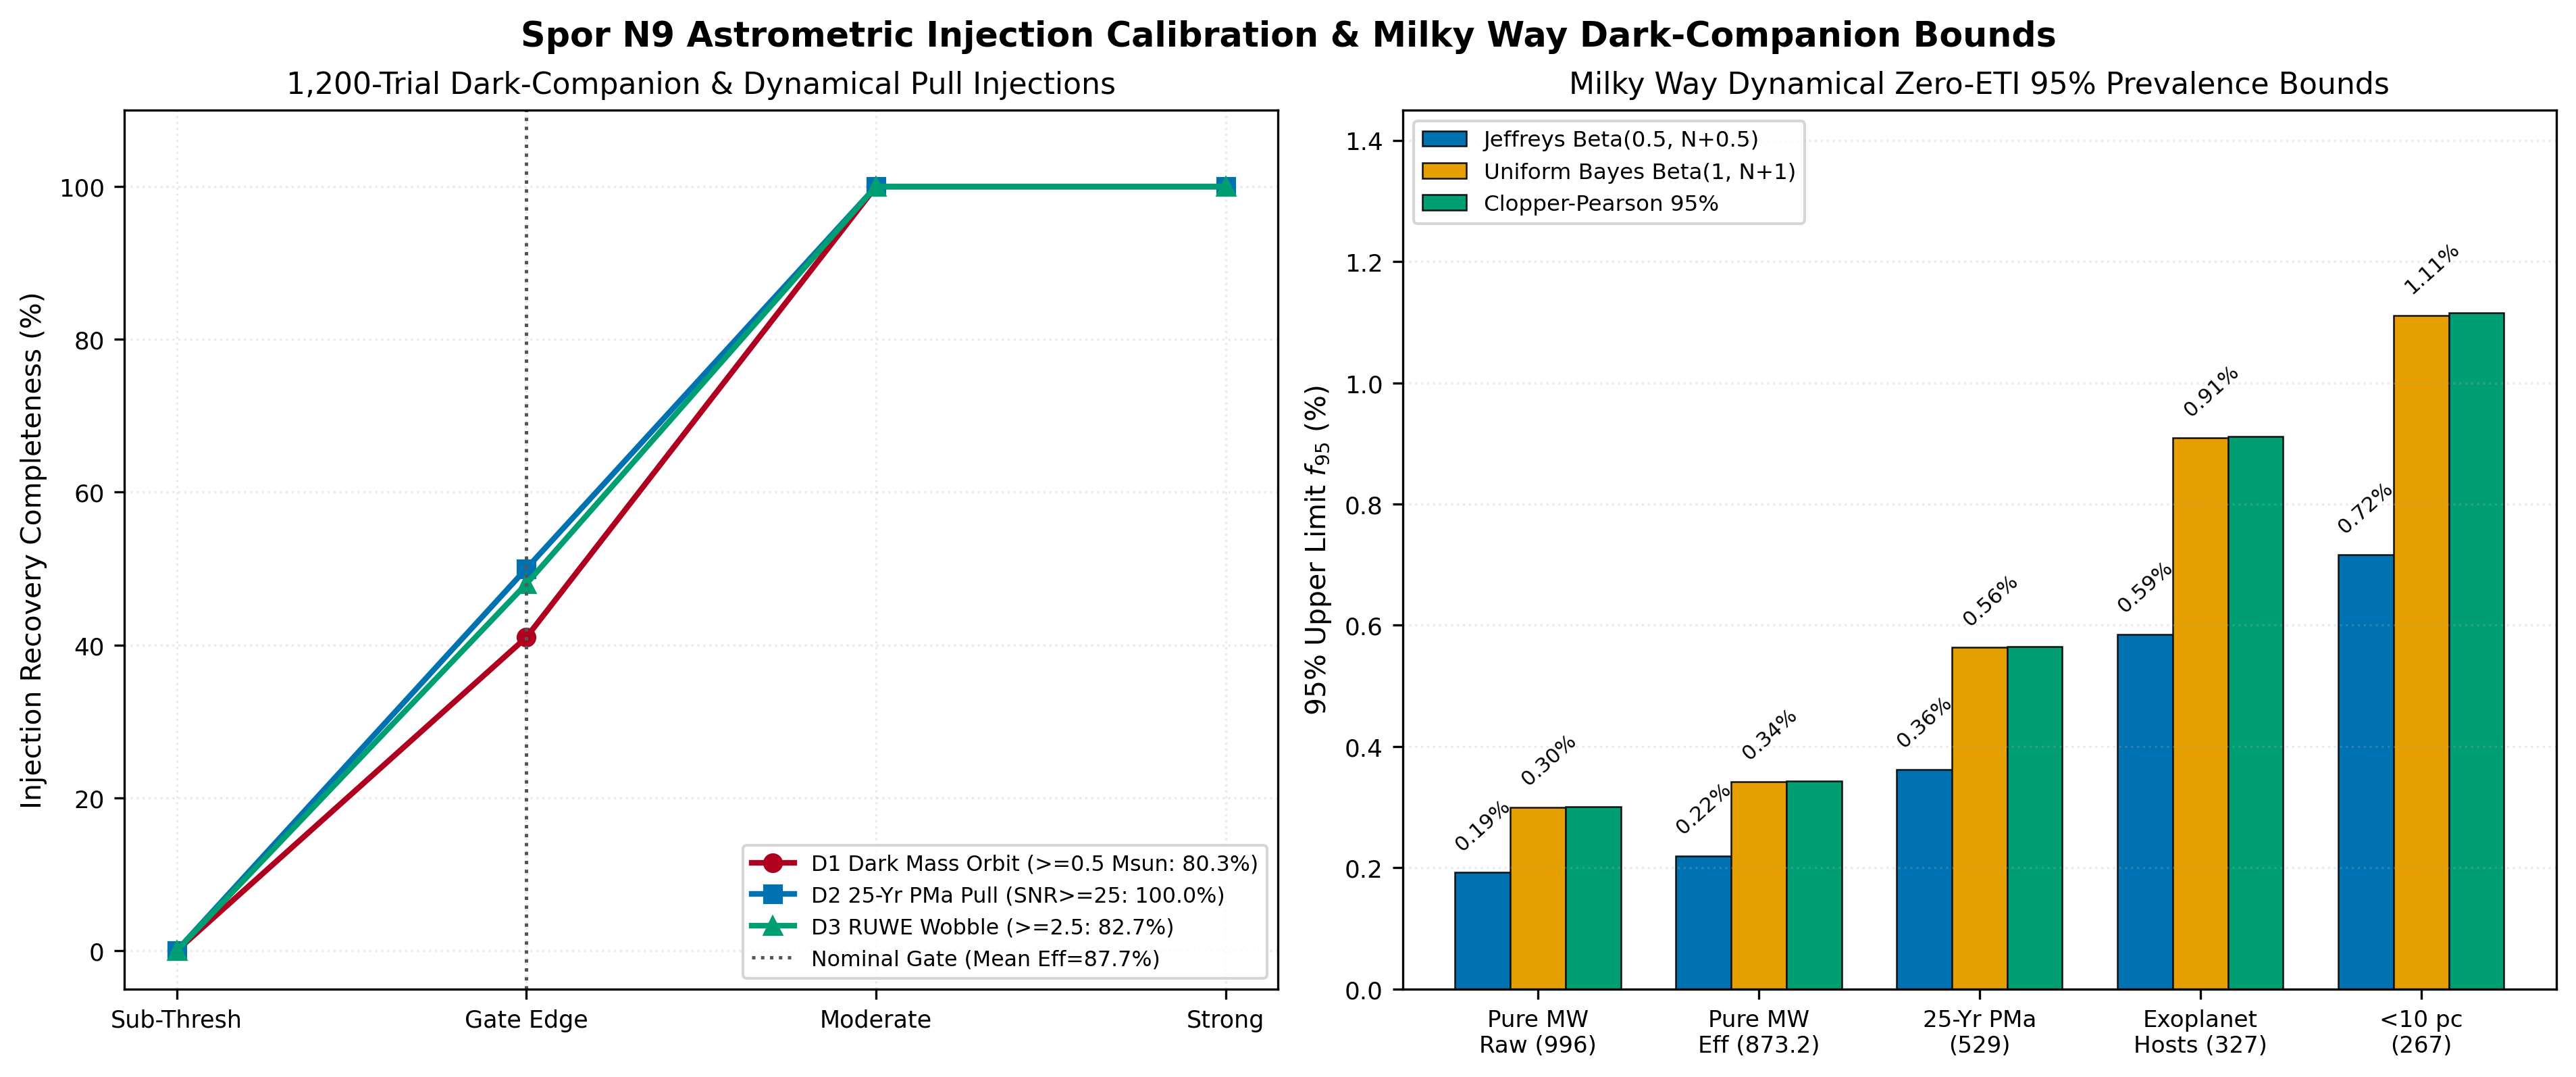 Spor N9 Astrometric Injection Calibration & Milky Way Dark-Companion Bounds
1,200-Trial Dark-Companion & Dynamical Pull Injections
Injection Recovery Completeness (%)
100
80
60
40
20
0
Sub-Thresh
Gate Edge
Moderate
Strong
D1 Dark Mass Orbit (>=0.5 Msun: 80.3%)
D2 25-Yr PMa Pull (SNR>=25: 100.0%)
D3 RUWE Wobble (>=2.5: 82.7%)
Nominal Gate (Mean Eff=87.7%)
Milky Way Dynamical Zero-ETI 95% Prevalence Bounds
95% Upper Limit f95 (%)
1.4
1.2
1.0
0.8
0.6
0.4
0.2
0.0
Jeffreys Beta(0.5, N+0.5)
Uniform Bayes Beta(1, N+1)
Clopper-Pearson 95%
0.19%
0.30%
0.22%
0.34%
0.36%
0.56%
0.59%
0.91%
0.72%
1.11%
Pure MW
Raw (996)
Pure MW
Eff (873.2)
25-Yr PMa
(529)
Exoplanet
Hosts (327)
<10 pc
(267)